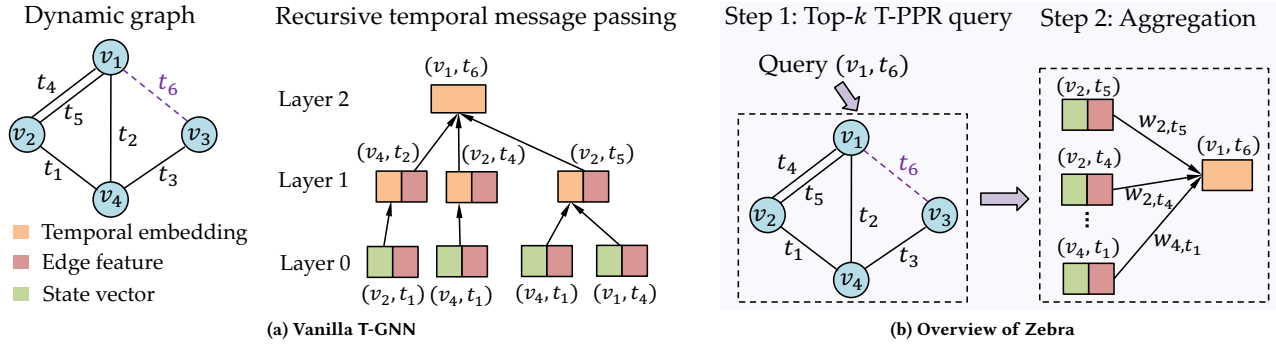 Dynamic graph
v1
t4
t6
t5
v2
t2
v3
t1
t3
v4
Temporal embedding
Edge feature
State vector
Recursive temporal message passing
(v1, t6)
Layer 2
(v4, t2)
(v2, t4)
(v2, t5)
Layer 1
Layer 0
(v2, t1)
(v4, t1)
(v4, t1)
(v1, t4)
(a) Vanilla T-GNN
Step 1: Top-k T-PPR query
Query (v1, t6)
v1
t4
t6
t5
v2
t2
v3
t1
t3
v4
Step 2: Aggregation
(v2, t5)
w2,t5
(v1, t6)
(v2, t4)
w2,t4
⋮
(v4, t1)
w4,t1
(b) Overview of Zebra